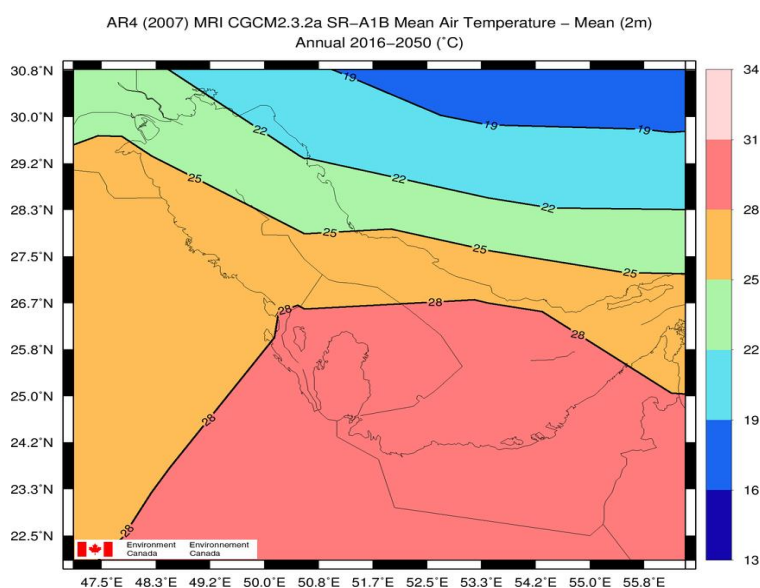 AR4 (2007) MRI CGCM2.3.2a SR−A1B Mean Air Temperature − Mean (2m)
Annual 2016−2050 (˚C)
30.8˚N
30.0˚N
29.2˚N
28.3˚N
27.5˚N
26.7˚N
25.8˚N
25.0˚N
24.2˚N
23.3˚N
22.5˚N
19
19
19
22
22
22
25
25
25
25
28
28
28
28
28
34
31
28
25
22
19
16
13
Environment Environnement
Canada Canada
47.5˚E 48.3˚E 49.2˚E 50.0˚E 50.8˚E 51.7˚E 52.5˚E 53.3˚E 54.2˚E 55.0˚E 55.8˚E